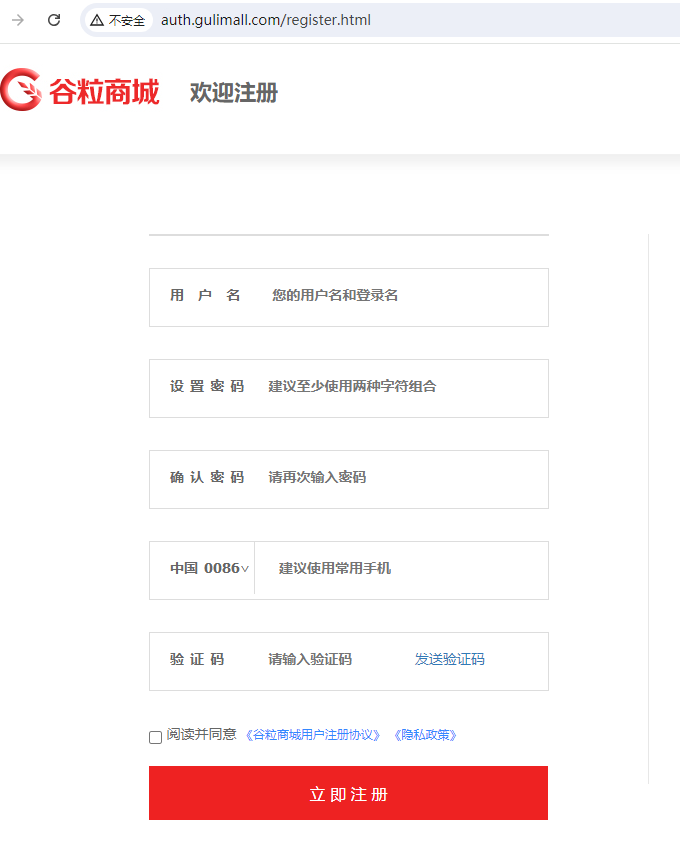 不安全 auth.gulimall.com/register.html
谷粒商城 欢迎注册
用 户 名 您的用户名和登录名
设 置 密 码 建议至少使用两种字符组合
确 认 密 码 请再次输入密码
中国 0086∨ 建议使用常用手机
验 证 码 请输入验证码 发送验证码
阅读并同意 《谷粒商城用户注册协议》 《隐私政策》
立 即 注 册